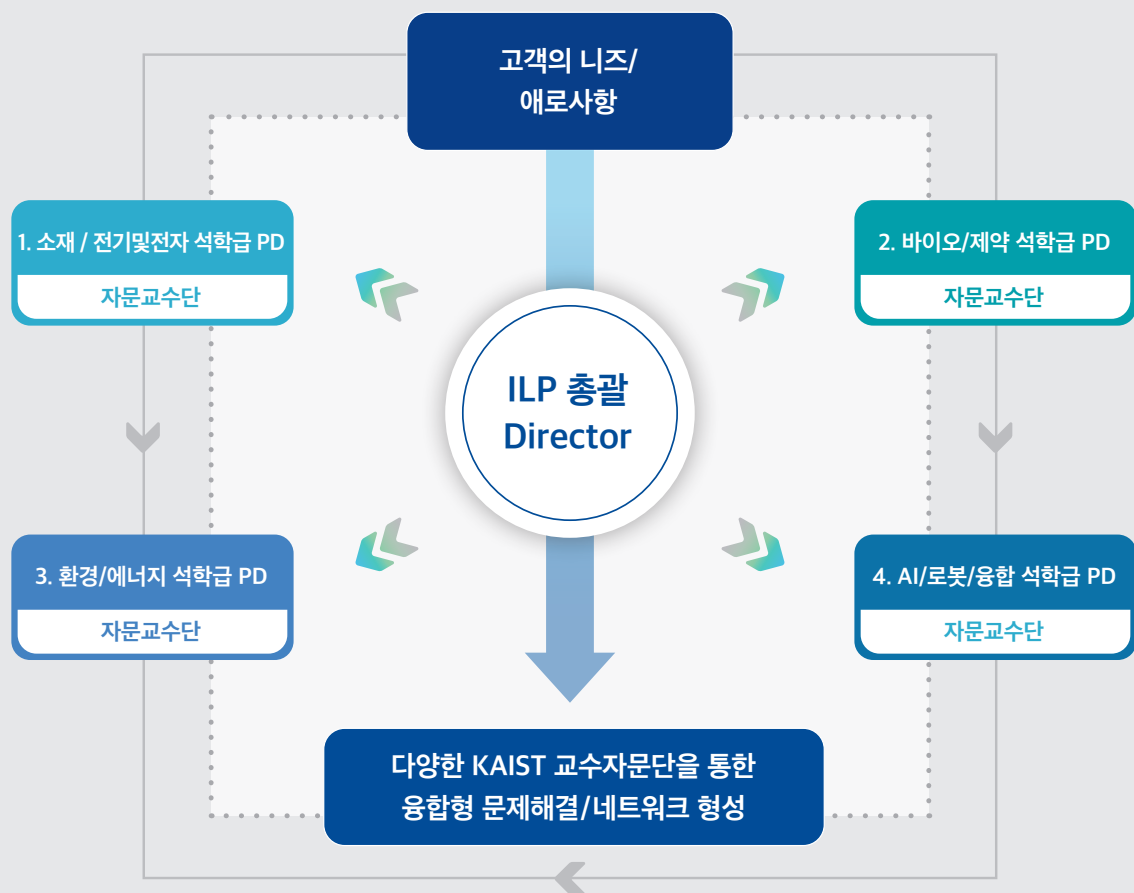 고객의 니즈/
애로사항
1. 소재 / 전기및전자 석학급 PD
자문교수단
2. 바이오/제약 석학급 PD
자문교수단
ILP 총괄
Director
3. 환경/에너지 석학급 PD
자문교수단
4. AI/로봇/융합 석학급 PD
자문교수단
다양한 KAIST 교수자문단을 통한
융합형 문제해결/네트워크 형성